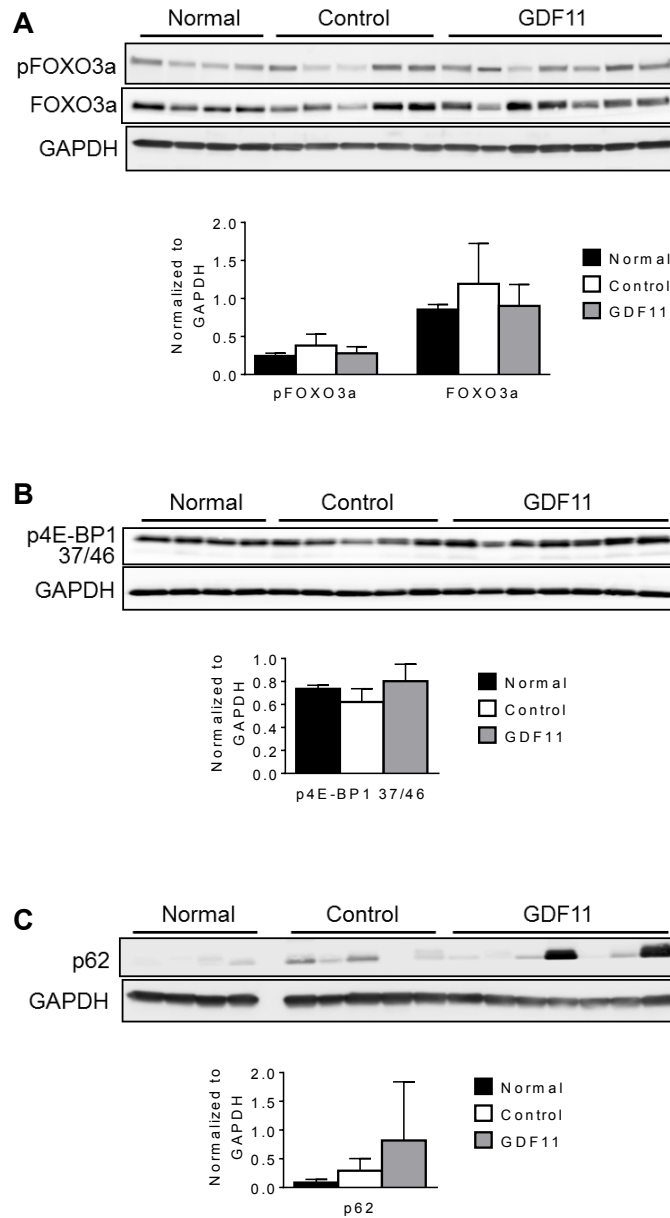 A
Normal Control GDF11
pFOXO3a
FOXO3a
GAPDH
Normalized to
GAPDH
2.0
1.5
1.0
0.5
0.0
pFOXO3a FOXO3a
Normal
Control
GDF11
B
Normal Control GDF11
p4E-BP1
37/46
GAPDH
Normalized to
GAPDH
1.0
0.8
0.6
0.4
0.2
0.0
p4E-BP1 37/46
Normal
Control
GDF11
C
Normal Control GDF11
p62
GAPDH
Normalized to
GAPDH
2.0
1.5
1.0
0.5
0.0
p62
Normal
Control
GDF11